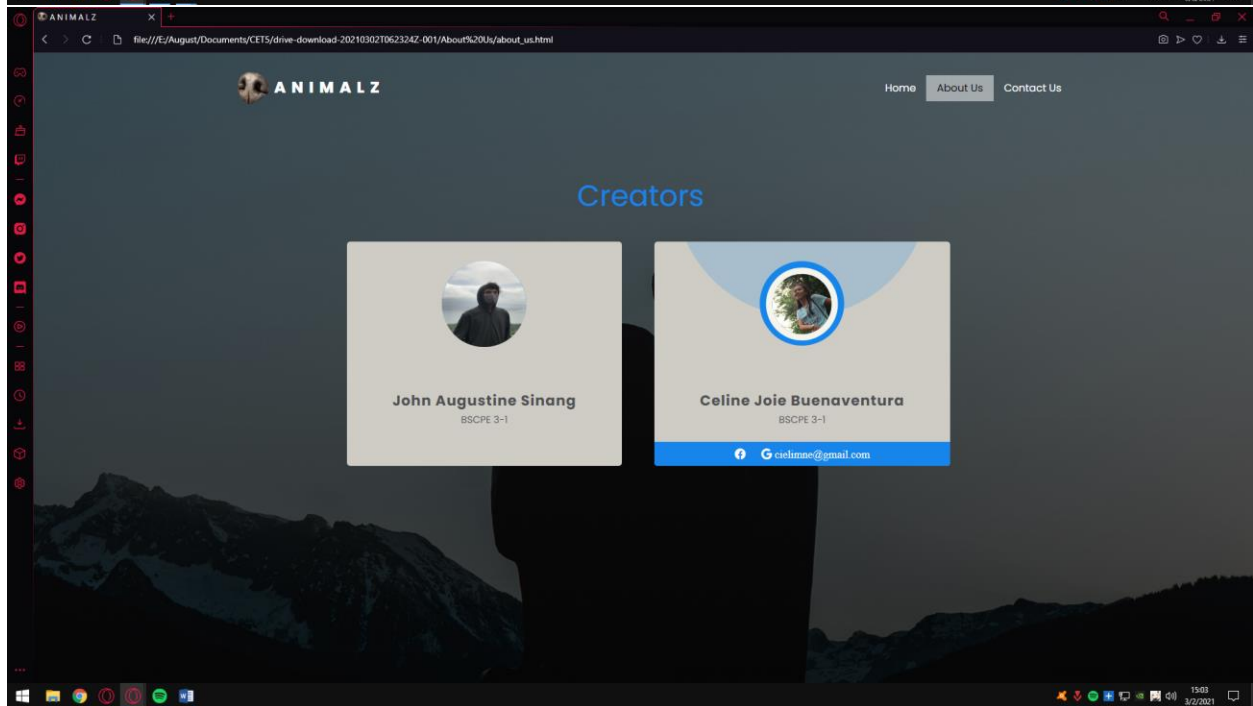 ANIMALZ
file:///E:/August/Documents/CET5/drive-download-20210302T062324Z-001/About%20Us/about_us.html
ANIMALZ
Home About Us Contact Us
Creators
John Augustine Sinang
BSCPE 3-1
Celine Joie Buenaventura
BSCPE 3-1
cielimne@gmail.com
15:03
3/2/2021